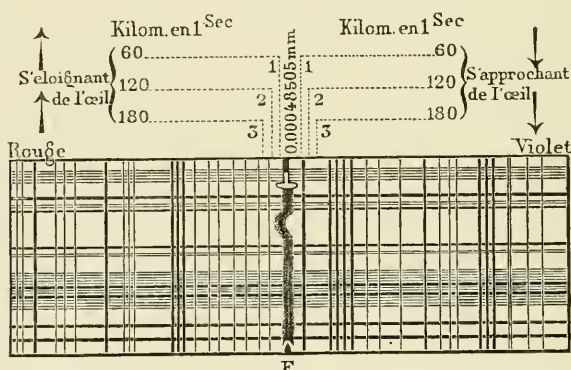 Kilom. en 1 Sec
Kilom. en 1 Sec
60
1
1
60
S'eloignant
de l'œil
120
2
2
120
S'approchant
de l'œil
180
3
3
180
0,00048505mm
Rouge
Violet
F